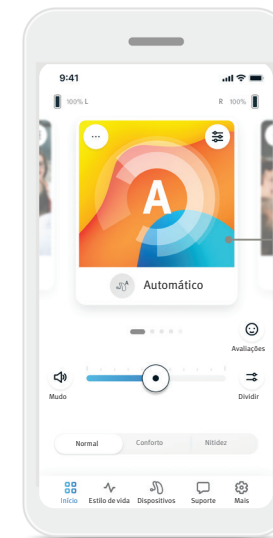 9:41
100% L
R 100%
A
Automático
Avaliações
Mudo
Dividir
Normal
Conforto
Nitidez
Início
Estilo de vida
Dispositivos
Suporte
Mais